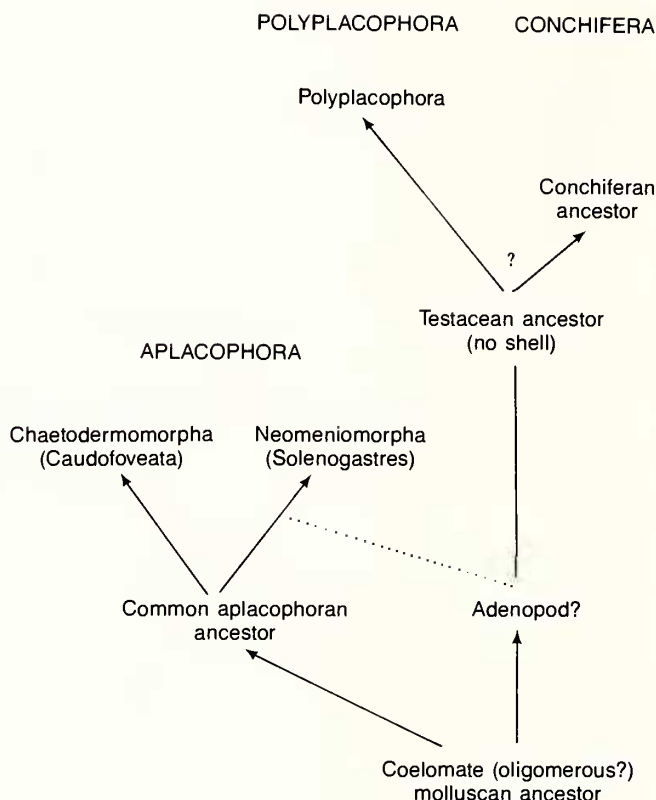 POLYPLACOPHORA CONCHIFERA
Polyplacophora
Conchiferan
ancestor
?
Testacean ancestor
(no shell)
APLACOPHORA
Chaetodermomorpha
(Caudofoveata)
Neomeniomorpha
(Solenogastres)
Common aplacophoran
ancestor
Adenopod?
Coelomate (oligomerous?)
molluscan ancestor